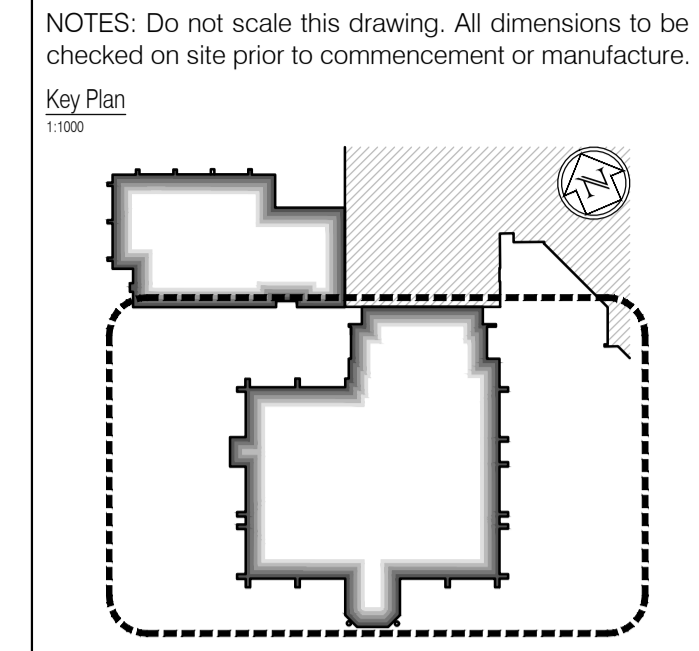 NOTES: Do not scale this drawing. All dimensions to be
checked on site prior to commencement or manufacture.
Key Plan
1:1000
N